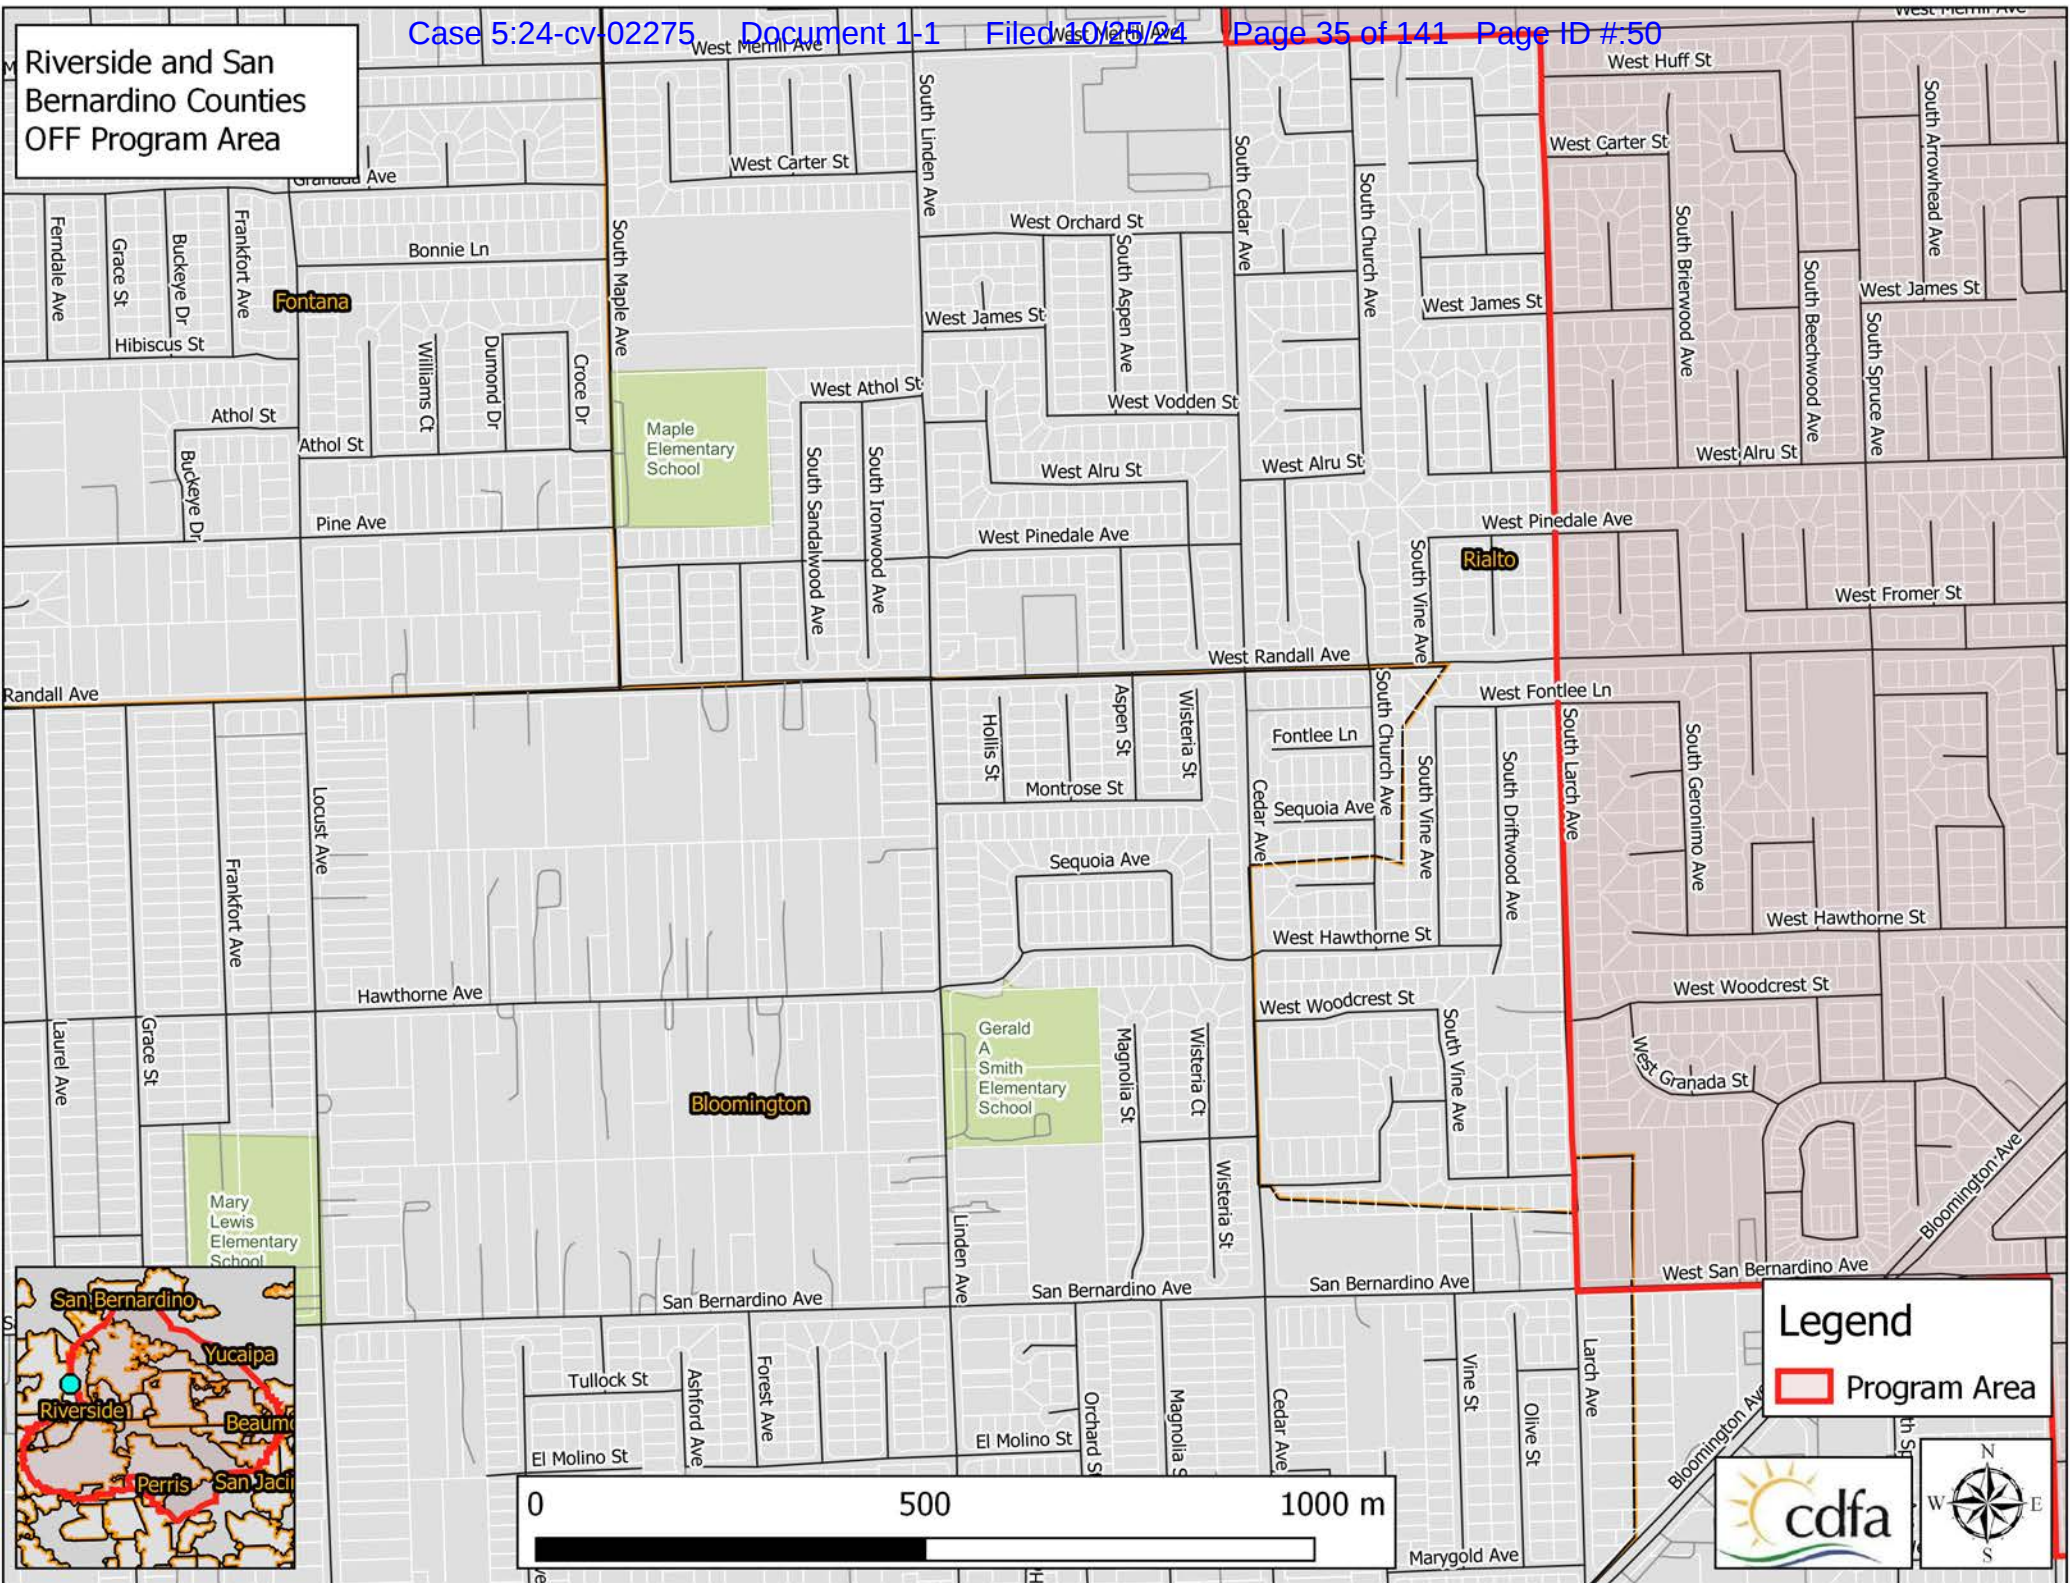 Case 5:24-cv-02275 Document 1-1 Filed 10/25/24 Page 35 of 141 Page ID #:50
Riverside and San
Bernardino Counties
OFF Program Area
West Merrill Ave
West Merrill Ave
West Merrill Ave
West Huff St
West Carter St
West Carter St
Granada Ave
South Linden Ave
South Cedar Ave
South Church Ave
South Arrowhead Ave
West Orchard St
Ferndale Ave
Grace St
Buckeye Dr
Frankfort Ave
Bonnie Ln
Fontana
South Maple Ave
South Aspen Ave
South Brierwood Ave
South Beechwood Ave
West James St
West James St
West James St
South Spruce Ave
Hibiscus St
Williams Ct
Dumond Dr
Croce Dr
West Athol St
West Vodden St
Athol St
Athol St
Maple
Elementary
School
Buckeye Dr
South Sandalwood Ave
South Ironwood Ave
West Alru St
West Alru St
West Alru St
Pine Ave
West Pinedale Ave
West Pinedale Ave
South Vine Ave
Rialto
West Fromer St
West Randall Ave
Randall Ave
West Fontlee Ln
Hollis St
Aspen St
Wisteria St
Fontlee Ln
South Church Ave
South Larch Ave
South Geronimo Ave
Montrose St
Cedar Ave
Sequoia Ave
South Vine Ave
South Driftwood Ave
Locust Ave
Frankfort Ave
Sequoia Ave
West Hawthorne St
West Hawthorne St
Hawthorne Ave
West Woodcrest St
West Woodcrest St
Laurel Ave
Grace St
Gerald
A
Smith
Elementary
School
Magnolia St
Wisteria Ct
South Vine Ave
West Granada St
Bloomington
Bloomington Ave
Wisteria St
Mary
Lewis
Elementary
School
Linden Ave
San Bernardino Ave
San Bernardino Ave
San Bernardino Ave
West San Bernardino Ave
San Bernardino
Yucaipa
Riverside
Beaumo
Perris
San Jacin
Tullock St
Ashford Ave
Forest Ave
El Molino St
El Molino St
Orchard St
Magnolia S
Cedar Ave
Vine St
Olive St
Larch Ave
Bloomington Ave
Marygold Ave
Legend
Program Area
0 500 1000 m
cdfa
N
W E
S